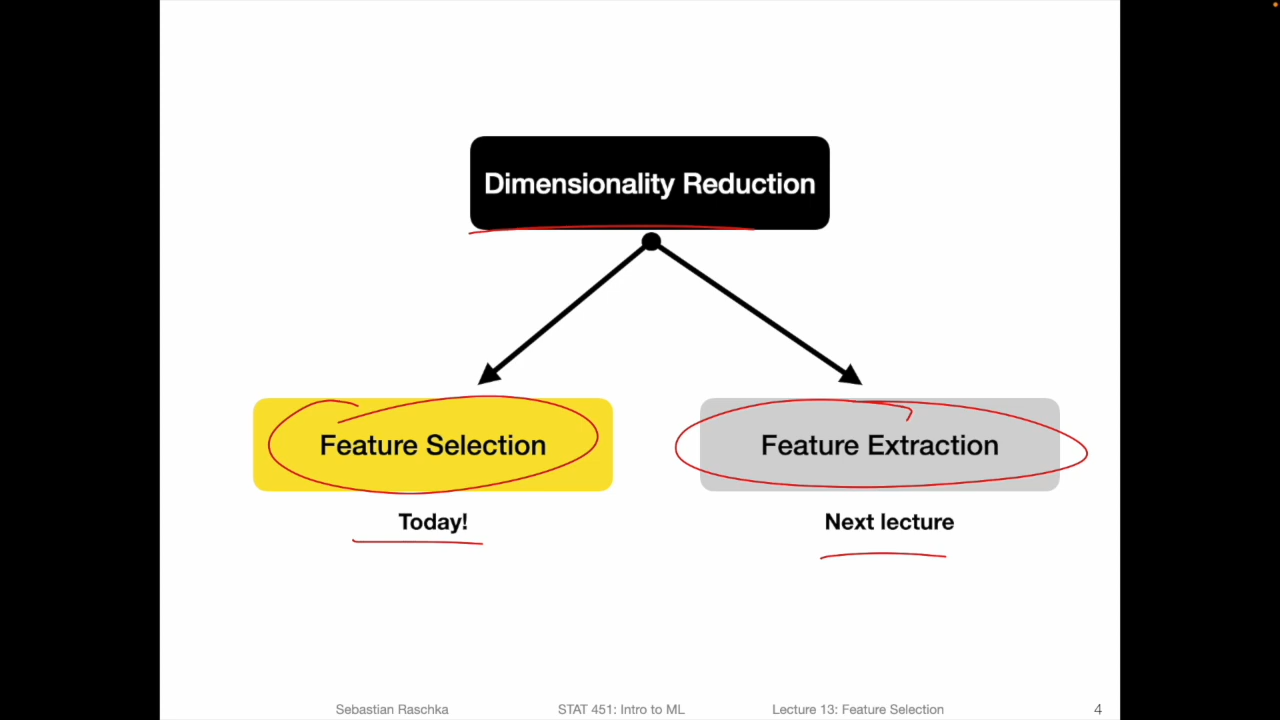 Dimensionality Reduction
Feature Selection
Feature Extraction
Today!
Next lecture
Sebastian Raschka
STAT 451: Intro to ML
Lecture 13: Feature Selection
4